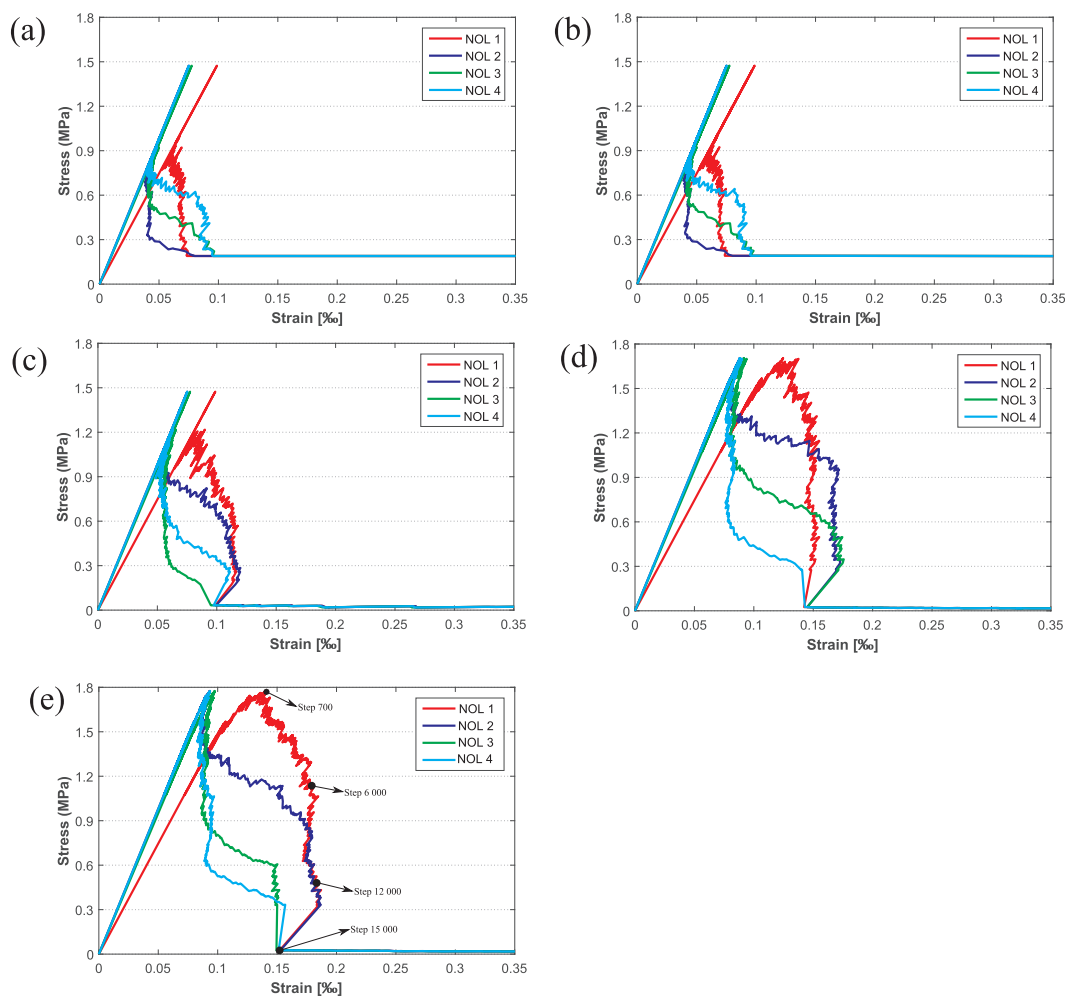 (a)
1.8
1.5
1.2
0.9
0.6
0.3
0
Stress (MPa)
NOL 1
NOL 2
NOL 3
NOL 4
0 0.05 0.1 0.15 0.2 0.25 0.3 0.35
Strain [‰]
(b)
1.8
1.5
1.2
0.9
0.6
0.3
0
Stress (MPa)
NOL 1
NOL 2
NOL 3
NOL 4
0 0.05 0.1 0.15 0.2 0.25 0.3 0.35
Strain [‰]
(c)
1.8
1.5
1.2
0.9
0.6
0.3
0
Stress (MPa)
NOL 1
NOL 2
NOL 3
NOL 4
0 0.05 0.1 0.15 0.2 0.25 0.3 0.35
Strain [‰]
(d)
1.8
1.5
1.2
0.9
0.6
0.3
0
Stress (MPa)
NOL 1
NOL 2
NOL 3
NOL 4
0 0.05 0.1 0.15 0.2 0.25 0.3 0.35
Strain [‰]
(e)
1.8
1.5
1.2
0.9
0.6
0.3
0
Stress (MPa)
NOL 1
NOL 2
NOL 3
NOL 4
Step 700
Step 6 000
Step 12 000
Step 15 000
0 0.05 0.1 0.15 0.2 0.25 0.3 0.35
Strain [‰]